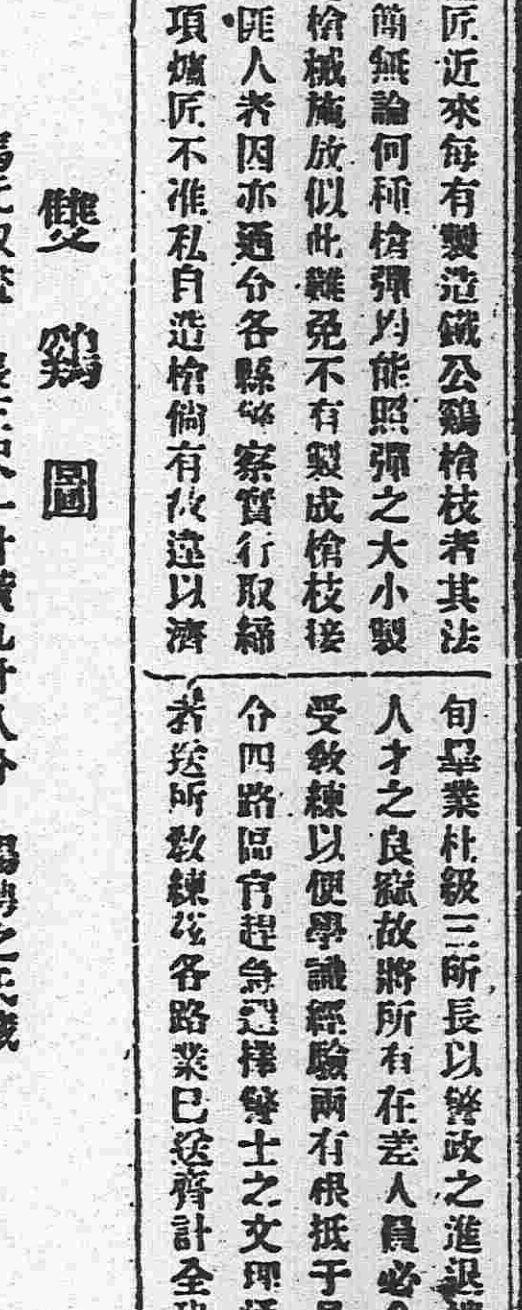 匠近來每有製造鐵公鷄槍枝者其法
簡無論何種槍彈均能照彈之大小製
槍械施放似此難免不有製成槍枝接
匪人者因亦通令各縣警察實行取締
項爐匠不准私自造槍倘有故違以濟
旬畢業杜級三所長以警政之進退
人才之良窳故將所有在差人員必
受教練以便學識經驗兩有根抵于
令四路區官趕急選擇警士之文理
者送所教練茲各路業已送齊計全
雙鷄圖